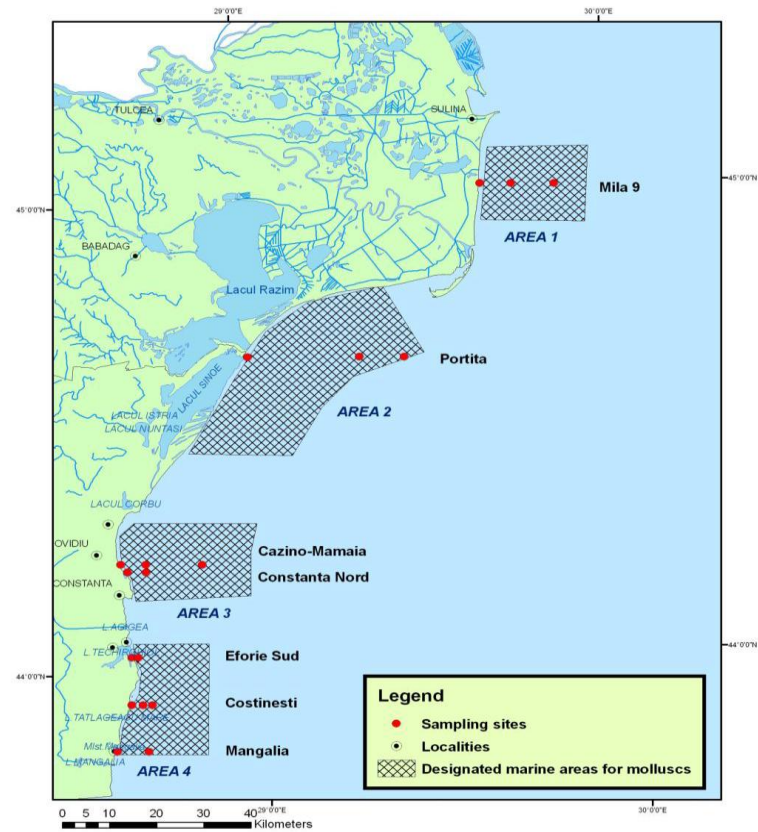 29°0'0"E
30°0'0"E
TULCEA
SULINA
45°0'0"N
Mila 9
45°0'0"N
AREA 1
BABADAG
Lacul Razim
Portita
LACUL SINOE
AREA 2
LACUL ISTRIA
LACUL NUNTASI
LACUL CORBU
OVIDIU
Cazino-Mamaia
Constanta Nord
CONSTANTA
AREA 3
L.AGIGEA
44°0'0"N
L.TECHIRGHIOL
Eforie Sud
44°0'0"N
Costinesti
Mangalia
L.MANGALIA
AREA 4
Legend
Sampling sites
Localities
Designated marine areas for molluscs
0 5 10 20 30 40
Kilometers
29°0'0"E
30°0'0"E